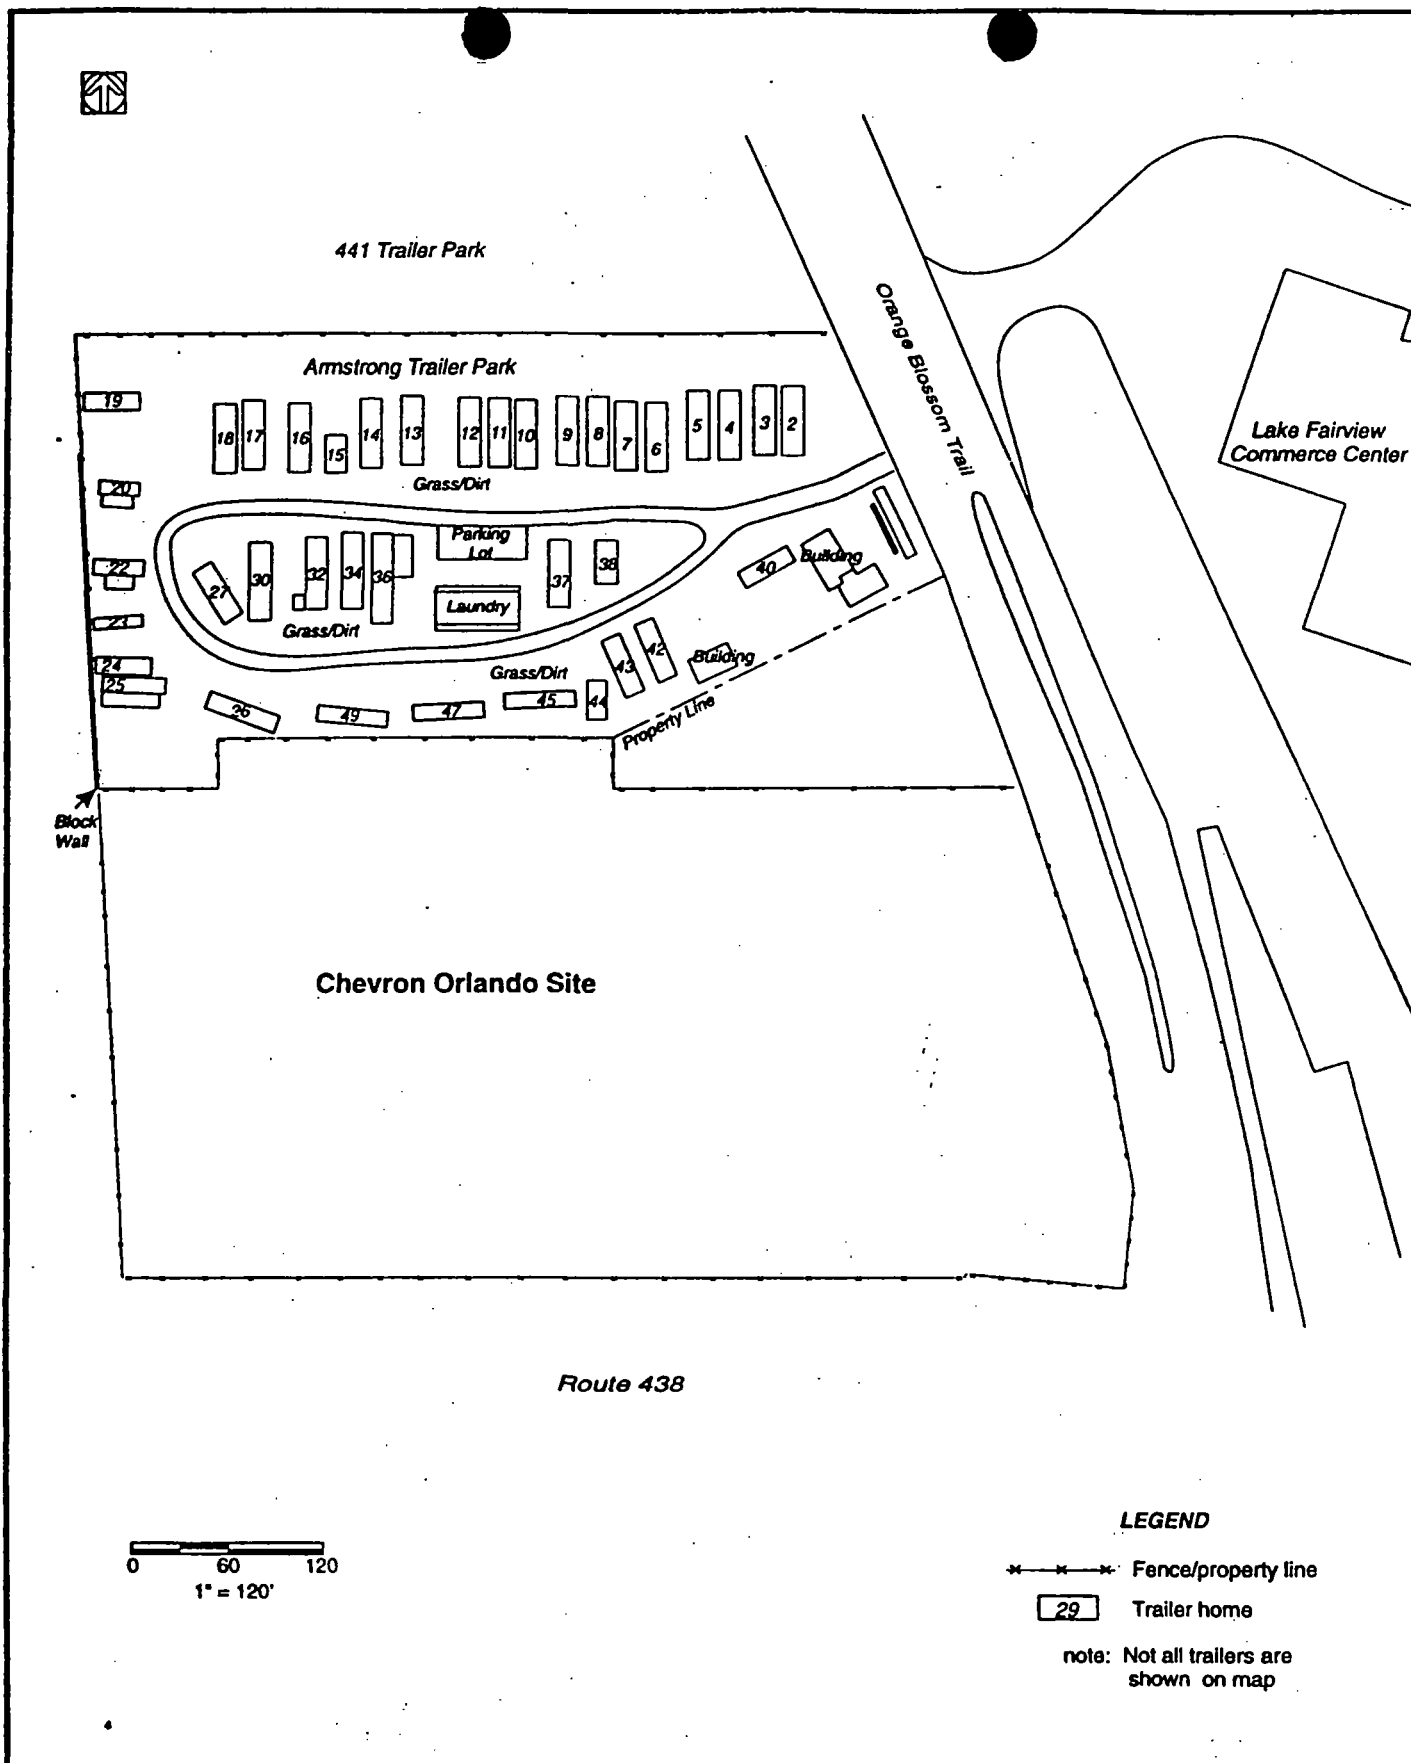 441 Trailer Park
Orange Blossom Trail
Armstrong Trailer Park
19
18
17
16
15
14
13
12
11
10
9
8
7
6
5
4
3
2
Lake Fairview
Commerce Center
Grass/Dirt
20
22
23
24
25
27
30
32
34
36
Parking
Lot
Laundry
37
38
40
Building
Grass/Dirt
Grass/Dirt
43
42
Building
26
49
47
45
44
Property Line
Block
Wall
Chevron Orlando Site
Route 438
0 60 120
1" = 120'
LEGEND
Fence/property line
29 Trailer home
note: Not all trailers are
shown on map